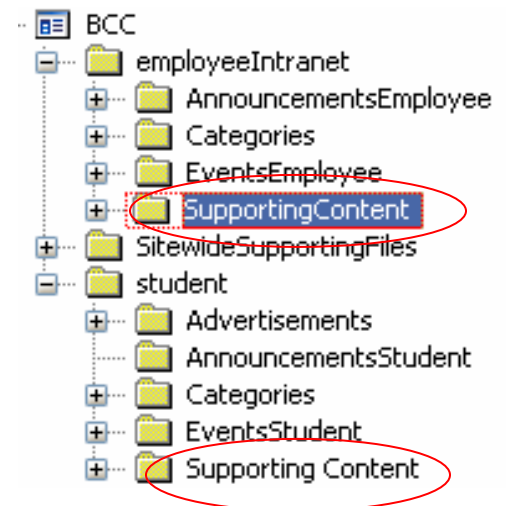 BCC
employeeIntranet
AnnouncementsEmployee
Categories
EventsEmployee
SupportingContent
SitewideSupportingFiles
student
Advertisements
AnnouncementsStudent
Categories
EventsStudent
Supporting Content